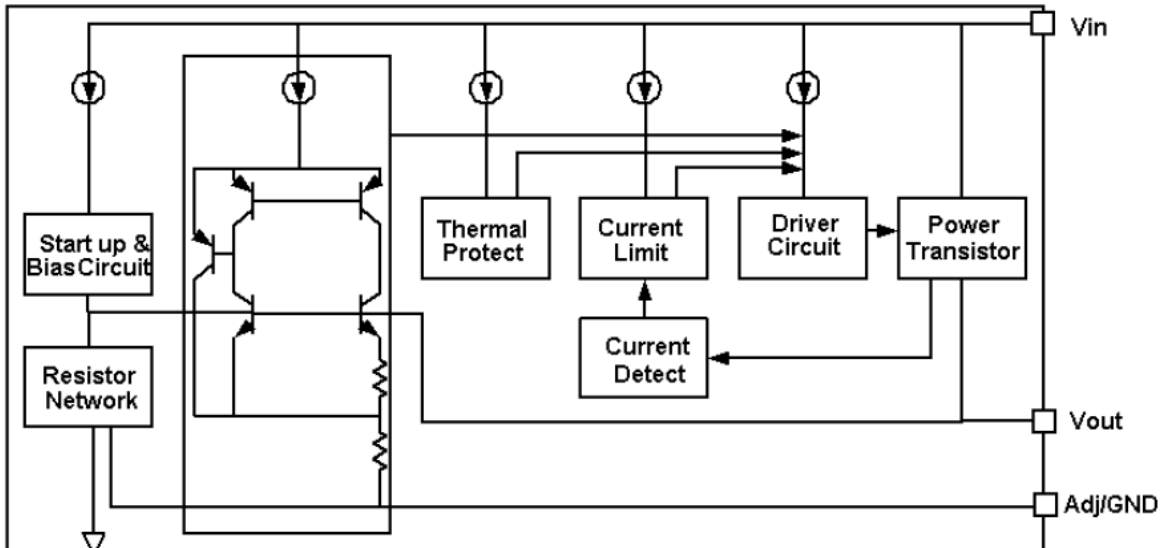 Vin
Start up &
Bias Circuit
Thermal
Protect
Current
Limit
Driver
Circuit
Power
Transistor
Resistor
Network
Current
Detect
Vout
Adj/GND